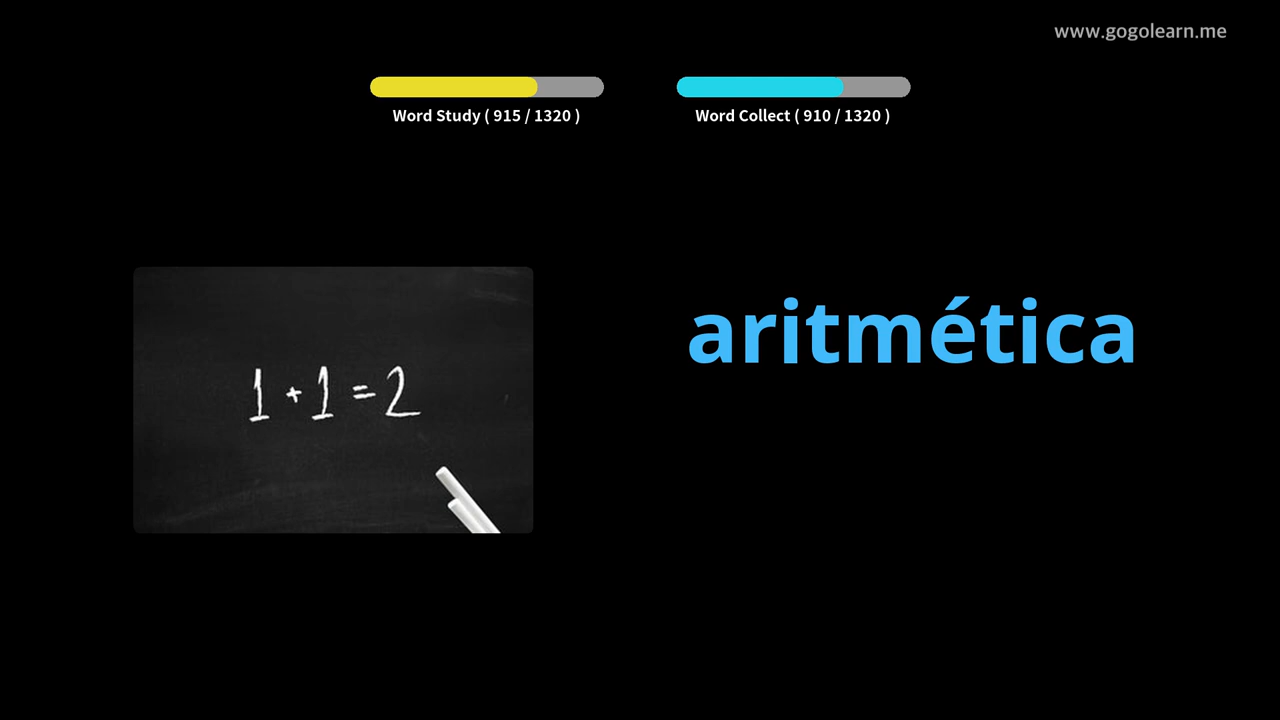 www.gogolearn.me
Word Study ( 915 / 1320 )
Word Collect ( 910 / 1320 )
aritmética
1 + 1 = 2